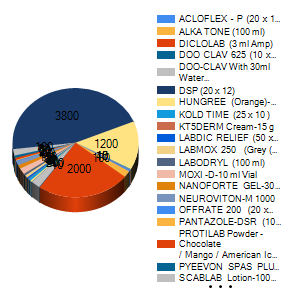 3800
1200
2000
ACLOFLEX - P (20 x 1...
ALKA TONE (100 ml)
DICLOLAB (3 ml Amp)
DOO CLAV 625 (10 x...
DOO-CLAV With 30ml
Water...
DSP (20 x 12)
HUNGREE (Orange)-...
KOLD TIME (25 x 10)
KT5DERM Cream-15 g
LABDIC RELIEF (50 x...
LABMOX 250 (Grey (...
LABODRYL (100 ml)
MOXI -D-10 ml Vial
NANOFORTE GEL-30...
NEUROVITON-M 1000
OFFRATE 200 (20 x...
PANTAZOLE-DSR (10...
PROTILAB Powder -
Chocolate
/ Mango / American Ic...
PYEEVON SPAS PLU...
SCABLAB Lotion-100...